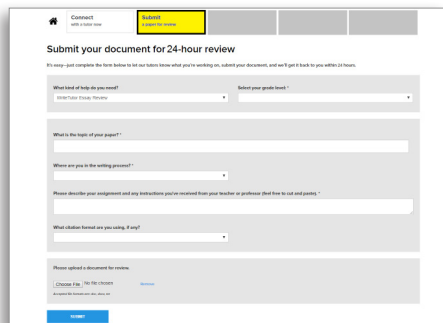 Connect
with a tutor now
Submit
a paper for review
Submit your document for 24-hour review
It's easy—just complete the form below to let our tutors know what you're working on, submit your document, and we'll get it back to you within 24 hours.
What kind of help do you need?
Select your grade level: *
WriteTutor Essay Review
What is the topic of your paper? *
Where are you in the writing process? *
Please describe your assignment and any instructions you've received from your teacher or professor (feel free to cut and paste). *
What citation format are you using, if any?
Please upload a document for review.
Choose File No file chosen
SUBMIT